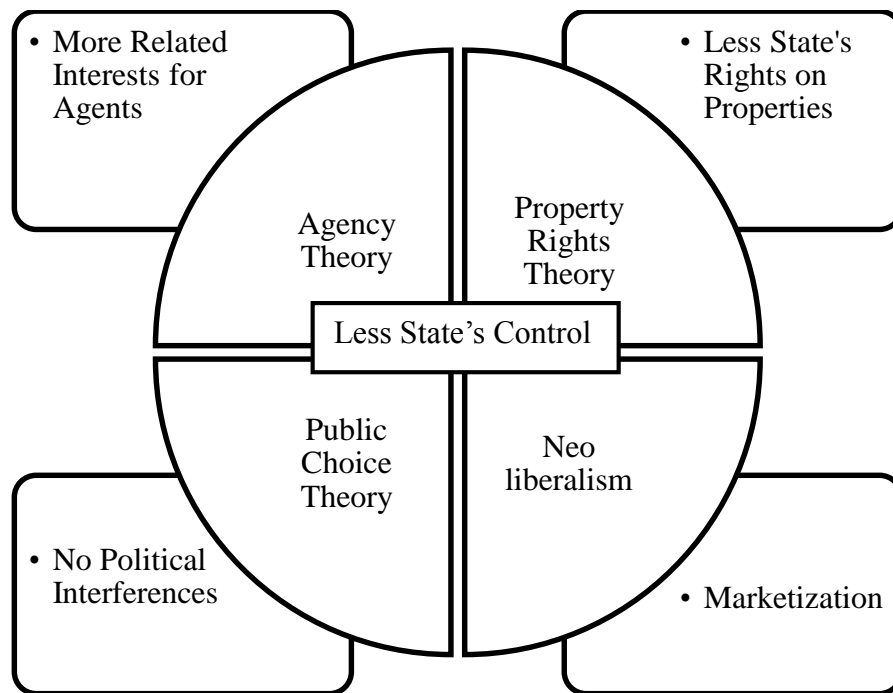 • More Related
Interests for
Agents
• Less State's
Rights on
Properties
Agency
Theory
Property
Rights
Theory
Less State’s Control
Public
Choice
Theory
Neo
liberalism
• No Political
Interferences
• Marketization